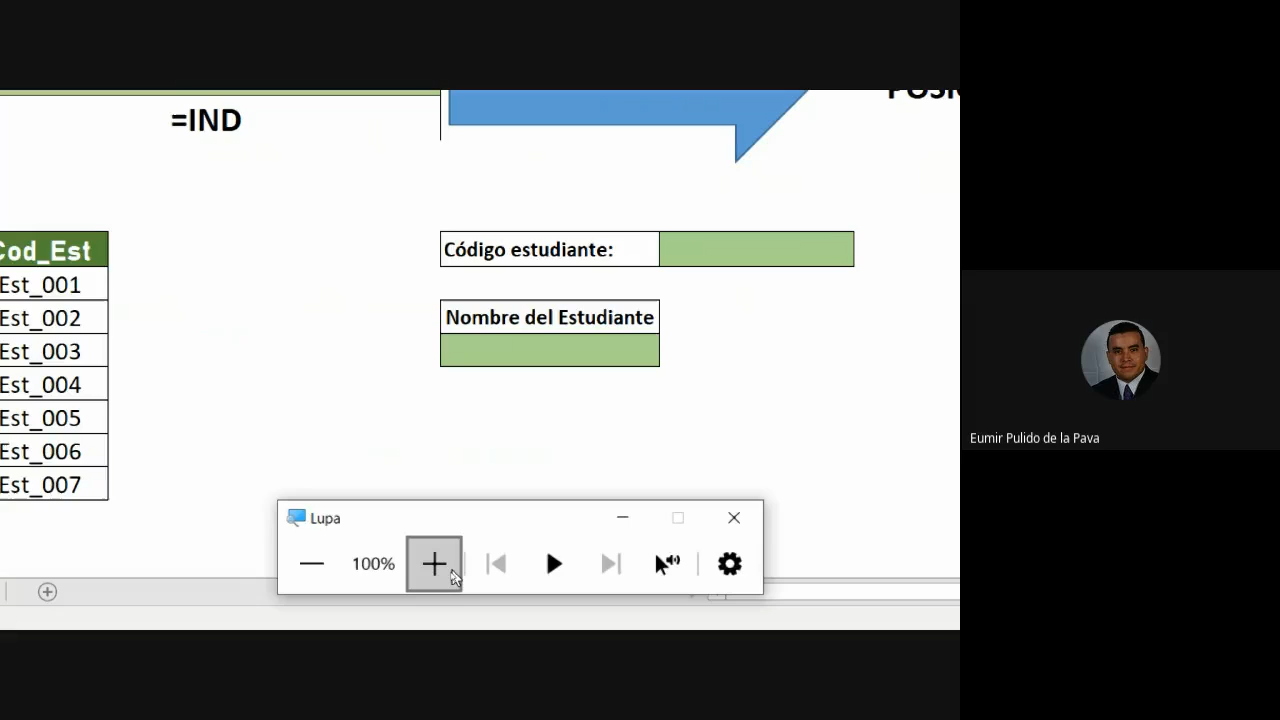 =IND
Cod_Est
Est_001
Est_002
Est_003
Est_004
Est_005
Est_006
Est_007
Código estudiante:
Nombre del Estudiante
Lupa
100%
Eumir Pulido de la Pava